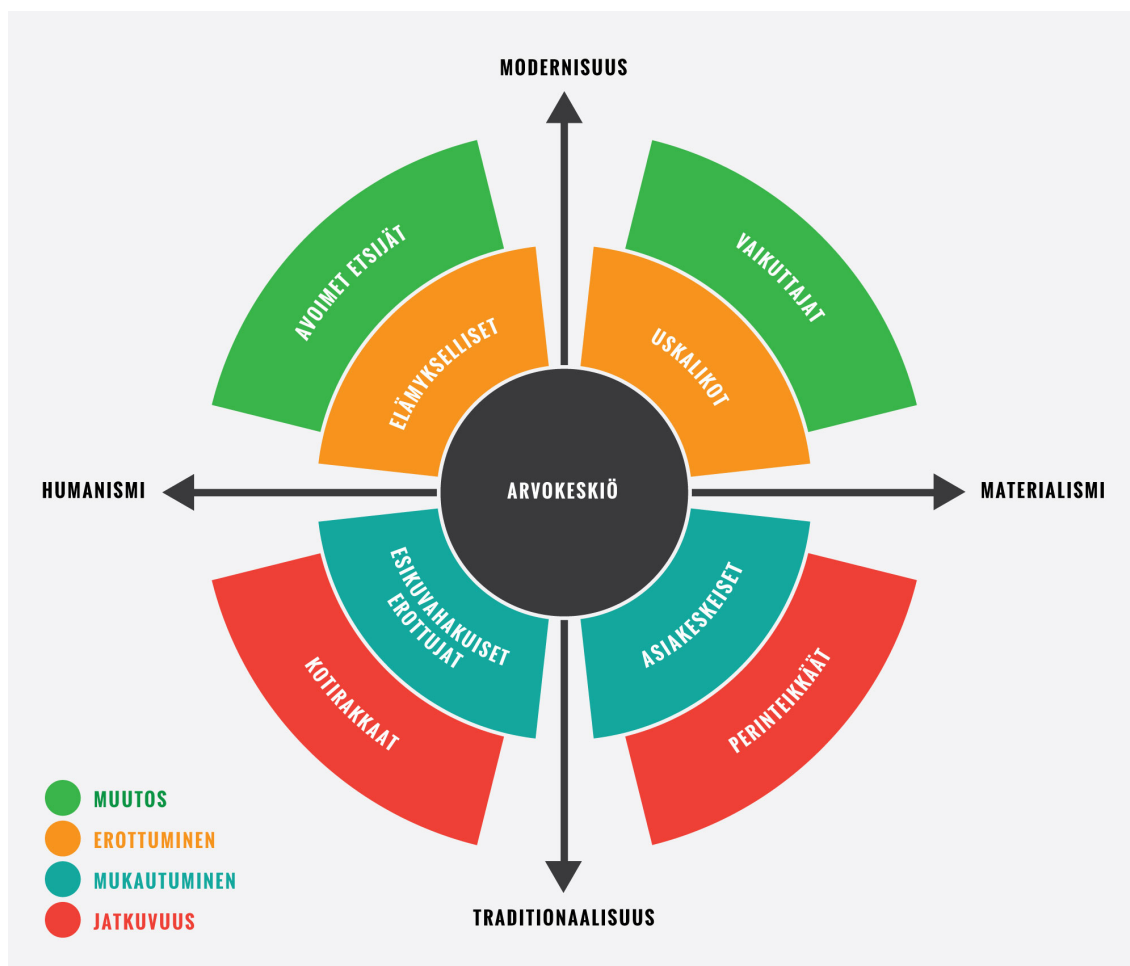 MODERNISUUS
AVOIMET ETSIJÄT
VAIKUTTAJAT
ELÄMYKSELLISET
USKALIKOT
HUMANISMI
ARVOKESKIÖ
MATERIALISMI
ESIKUVAHAKUISET
EROTTUJAT
ASIAKESKEISET
KOTIRAKKAAT
PERINTEIKKÄÄT
MUUTOS
EROTTUMINEN
MUKAUTUMINEN
JATKUVUUS
TRADITIONAALISUUS